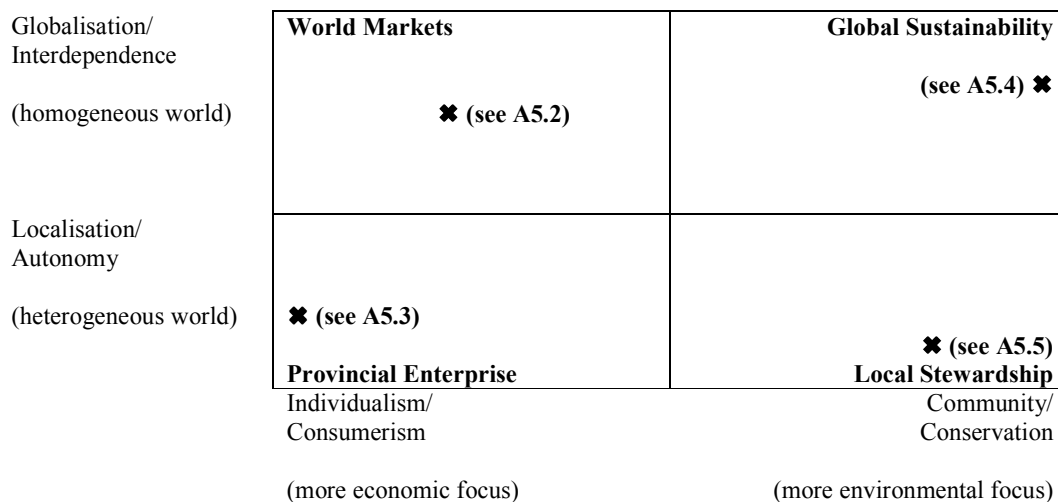 Globalisation/
Interdependence
(homogeneous world)
World Markets
✖ (see A5.2)
Global Sustainability
(see A5.4) ✖
Localisation/
Autonomy
(heterogeneous world)
✖ (see A5.3)
Provincial Enterprise
✖ (see A5.5)
Local Stewardship
Individualism/
Consumerism
(more economic focus)
Community/
Conservation
(more environmental focus)